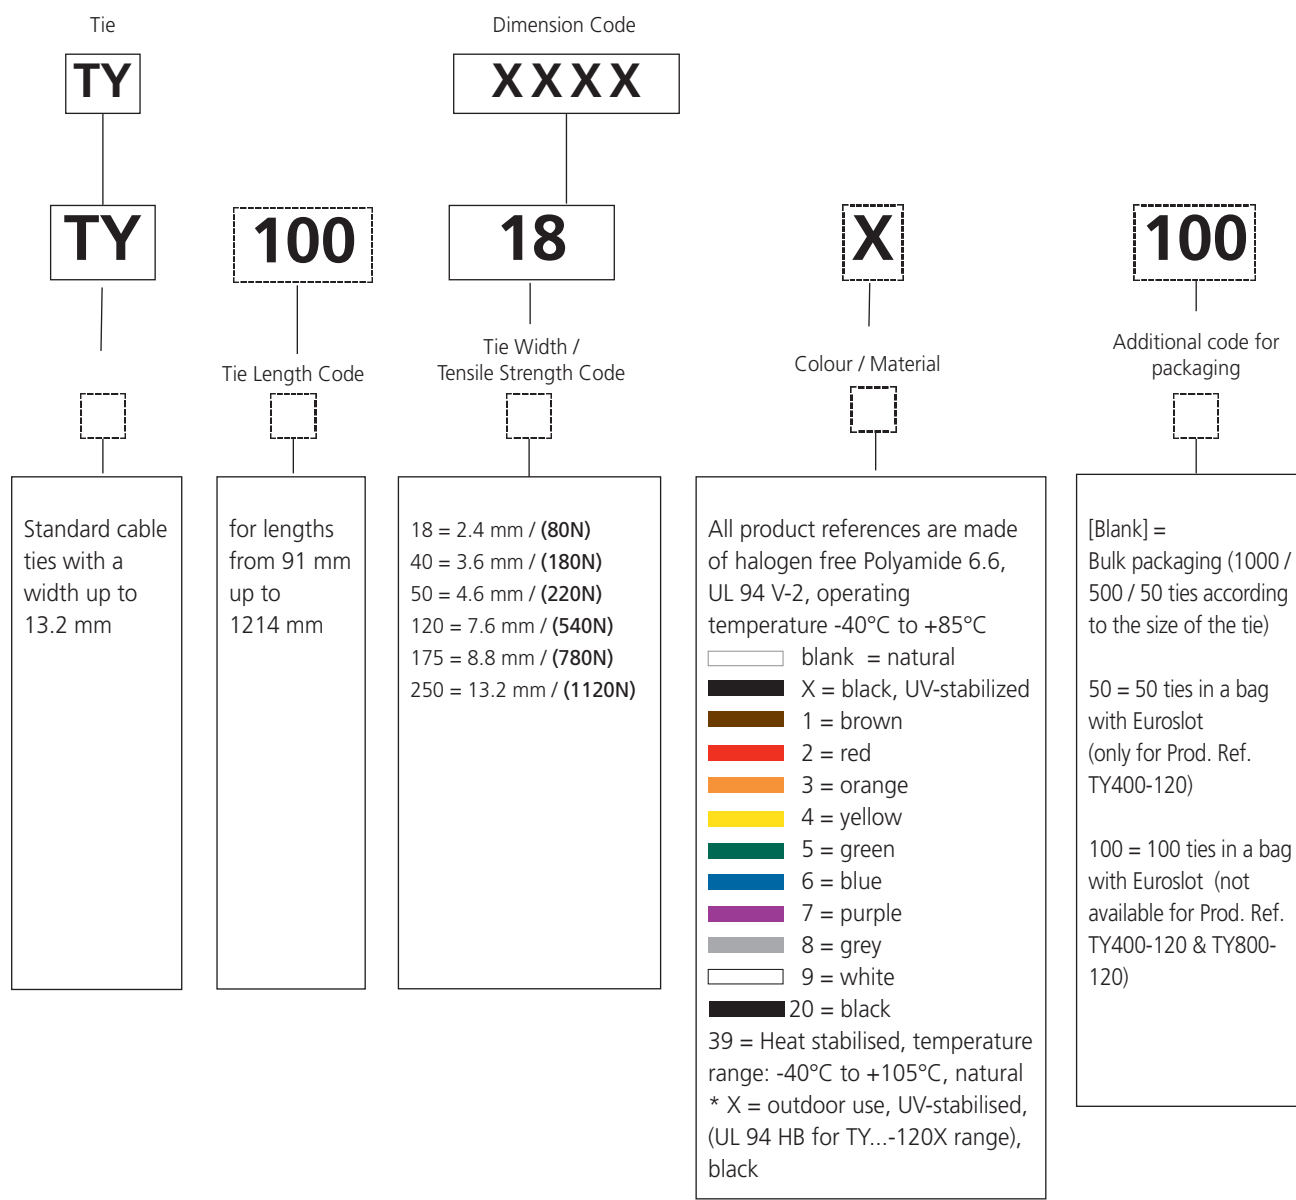 Tie
Dimension Code
TY
X X X X
TY
100
18
X
100
Tie Length Code
Tie Width /
Tensile Strength Code
Colour / Material
Additional code for
packaging
Standard cable
ties with a
width up to
13.2 mm
for lengths
from 91 mm
up to
1214 mm
18 = 2.4 mm / (80N)
40 = 3.6 mm / (180N)
50 = 4.6 mm / (220N)
120 = 7.6 mm / (540N)
175 = 8.8 mm / (780N)
250 = 13.2 mm / (1120N)
All product references are made
of halogen free Polyamide 6.6,
UL 94 V-2, operating
temperature -40°C to +85°C
blank = natural
X = black, UV-stabilized
1 = brown
2 = red
3 = orange
4 = yellow
5 = green
6 = blue
7 = purple
8 = grey
9 = white
20 = black
39 = Heat stabilised, temperature
range: -40°C to +105°C, natural
* X = outdoor use, UV-stabilised,
(UL 94 HB for TY...-120X range),
black
[Blank] =
Bulk packaging (1000 /
500 / 50 ties according
to the size of the tie)
50 = 50 ties in a bag
with Euroslot
(only for Prod. Ref.
TY400-120)
100 = 100 ties in a bag
with Euroslot (not
available for Prod. Ref.
TY400-120 & TY800-
120)